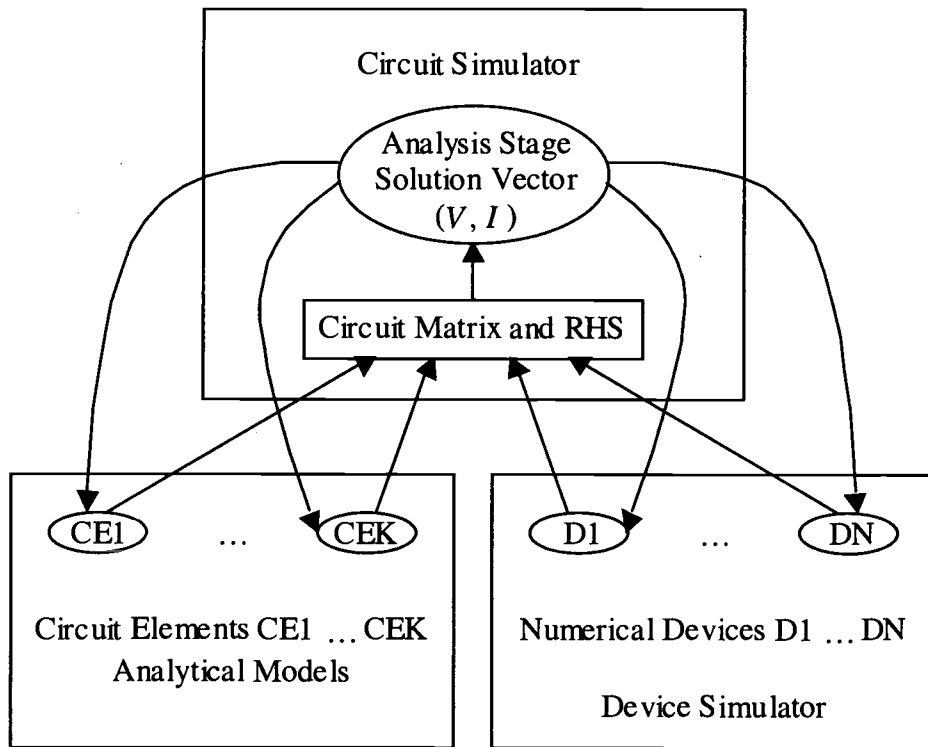 Circuit Simulator
Analysis Stage
Solution Vector
(V, I)
Circuit Matrix and RHS
CE1 ... CEK
D1 ... DN
Circuit Elements CE1 ... CEK
Analytical Models
Numerical Devices D1 ... DN
Device Simulator